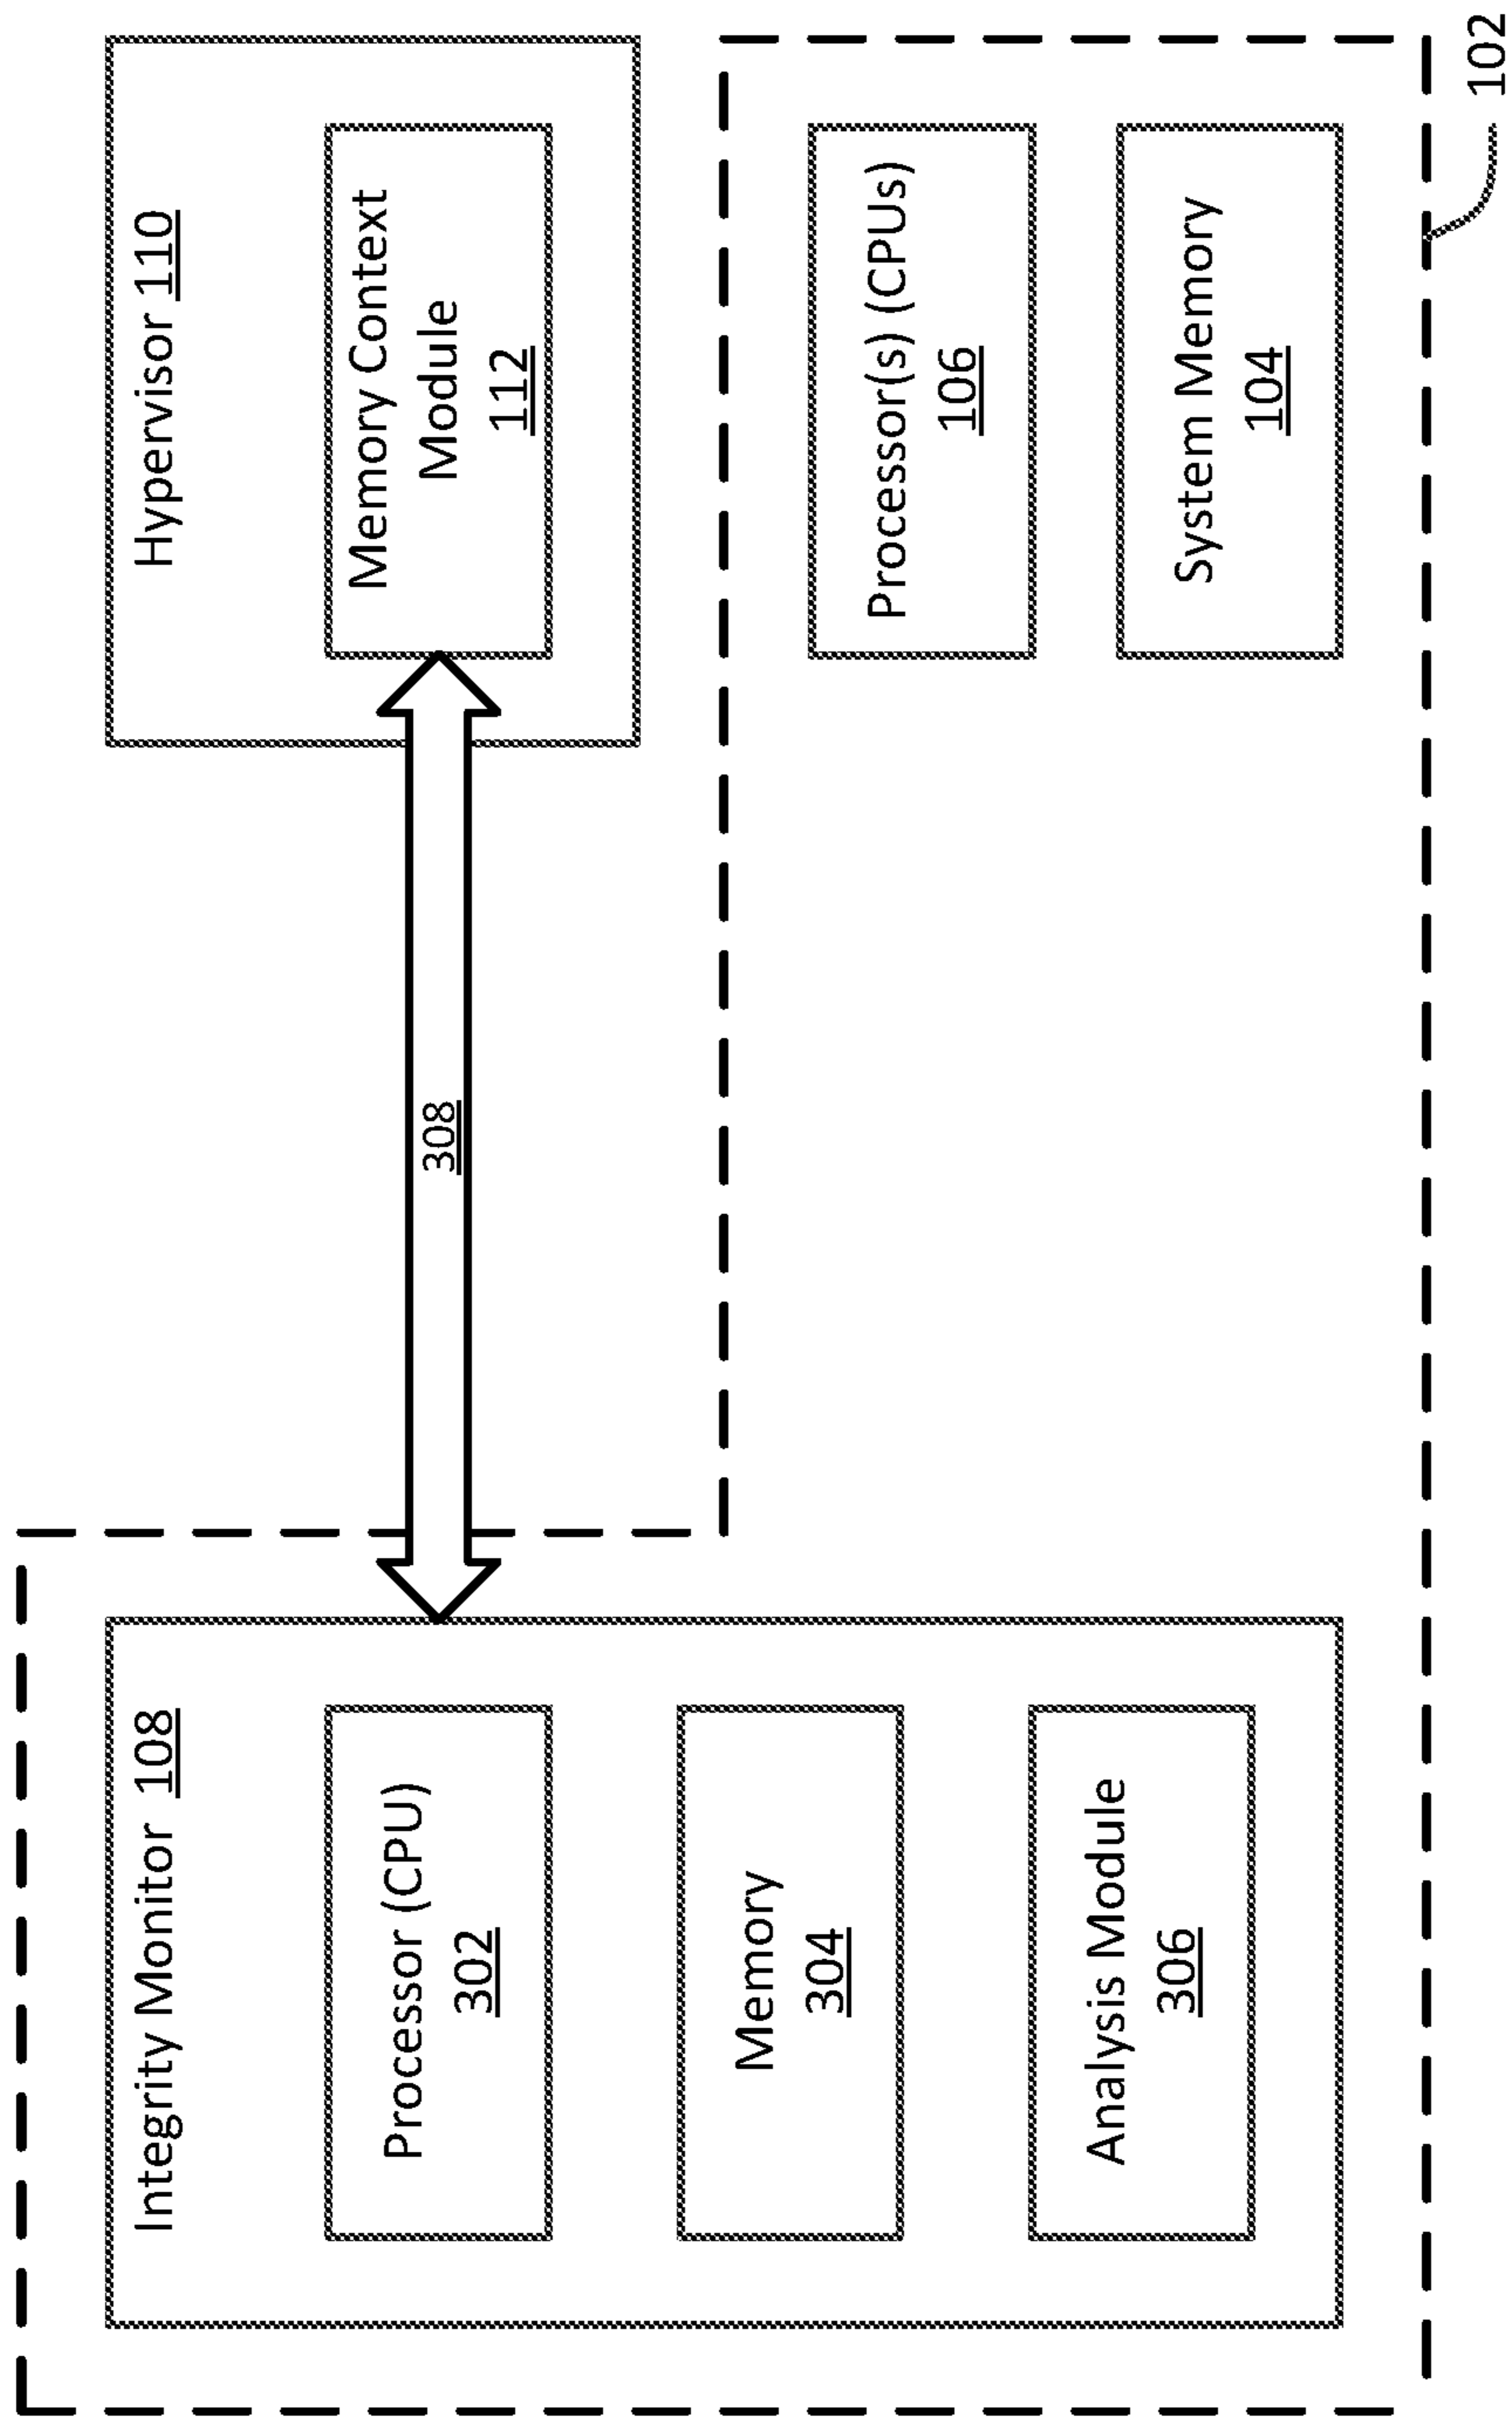 Integrity Monitor 108
Processor (CPU)
302
Memory
304
Analysis Module
306
308
Hypervisor 110
Memory Context
Module
112
Processor(s) (CPUs)
106
System Memory
104
102